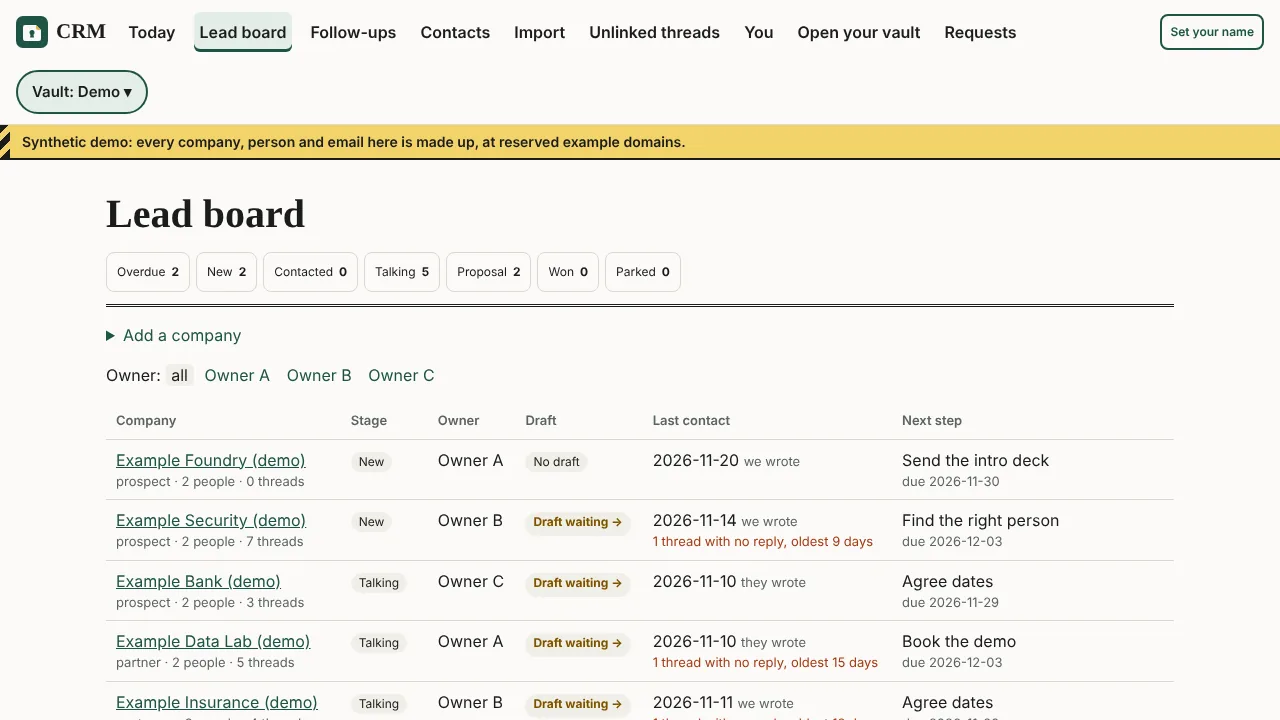 CRM Today Lead board Follow-ups Contacts Import Unlinked threads You Open your vault Requests Set your name
Vault: Demo ▾
Synthetic demo: every company, person and email here is made up, at reserved example domains.
Lead board
Overdue 2 New 2 Contacted 0 Talking 5 Proposal 2 Won 0 Parked 0
▶ Add a company
Owner: all Owner A Owner B Owner C
Company Stage Owner Draft Last contact Next step
Example Foundry (demo) New Owner A No draft 2026-11-20 we wrote Send the intro deck
prospect · 2 people · 0 threads due 2026-11-30
Example Security (demo) New Owner B Draft waiting → 2026-11-14 we wrote Find the right person
prospect · 2 people · 7 threads 1 thread with no reply, oldest 9 days due 2026-12-03
Example Bank (demo) Talking Owner C Draft waiting → 2026-11-10 they wrote Agree dates
prospect · 2 people · 3 threads due 2026-11-29
Example Data Lab (demo) Talking Owner A Draft waiting → 2026-11-10 they wrote Book the demo
partner · 2 people · 5 threads 1 thread with no reply, oldest 15 days due 2026-12-03
Example Insurance (demo) Talking Owner B Draft waiting → 2026-11-11 we wrote Agree dates